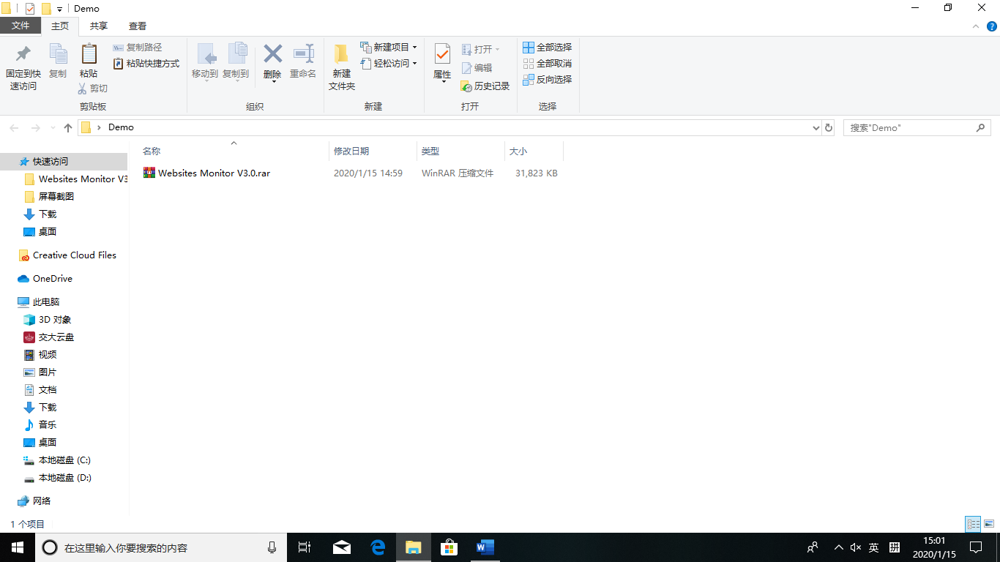 Demo
文件 主页 共享 查看
固定到快速访问
复制
粘贴
复制路径
粘贴快捷方式
剪切
剪贴板
移动到
复制到
删除
重命名
组织
新建文件夹
新建项目
轻松访问
新建
属性
打开
编辑
历史记录
打开
全部选择
全部取消
反向选择
选择
Demo
搜索"Demo"
名称 修改日期 类型 大小
Websites Monitor V3.0.rar 2020/1/15 14:59 WinRAR 压缩文件 31,823 KB
快速访问
Websites Monitor V3
屏幕截图
下载
桌面
Creative Cloud Files
OneDrive
此电脑
3D 对象
交大云盘
视频
图片
文档
下载
音乐
桌面
本地磁盘 (C:)
本地磁盘 (D:)
网络
1 个项目
在这里输入你要搜索的内容
英
拼
15:01
2020/1/15